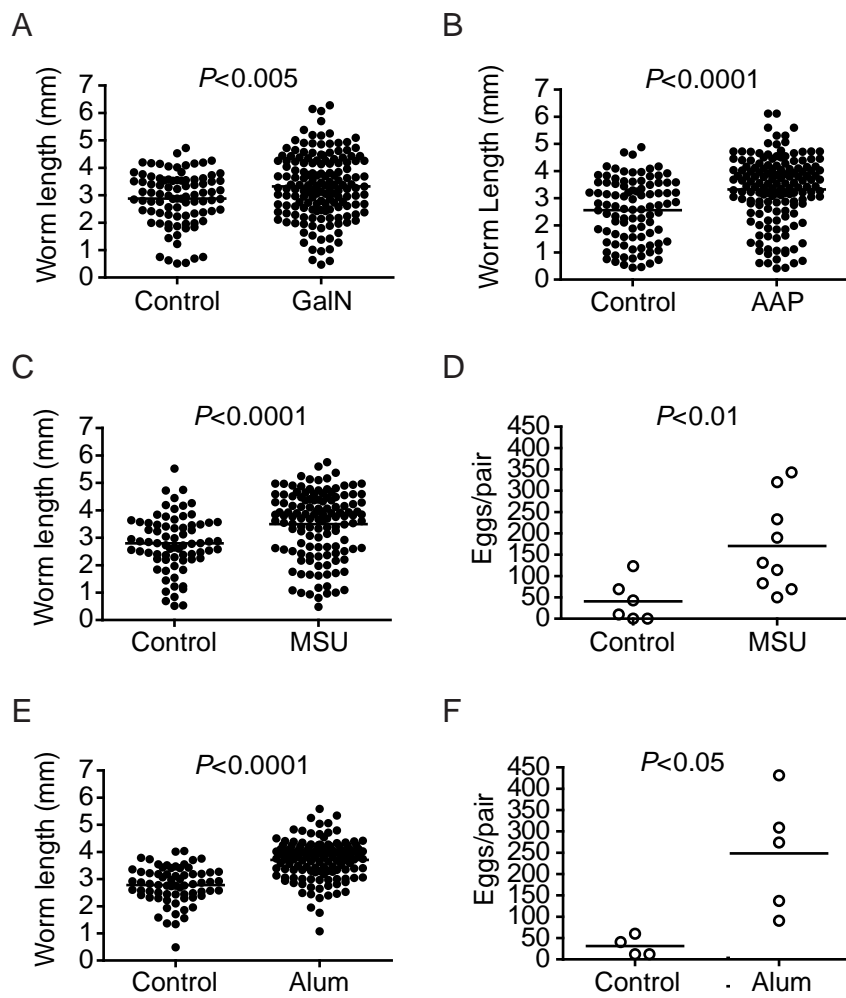 A
P<0.005
7
6
5
4
3
2
1
0
Worm length (mm)
Control GalN
B
P<0.0001
7
6
5
4
3
2
1
0
Worm Length (mm)
Control AAP
C
P<0.0001
7
6
5
4
3
2
1
0
Worm length (mm)
Control MSU
D
P<0.01
450
400
350
300
250
200
150
100
50
0
Eggs/pair
Control MSU
E
P<0.0001
7
6
5
4
3
2
1
0
Worm length (mm)
Control Alum
F
P<0.05
450
400
350
300
250
200
150
100
50
0
Eggs/pair
Control Alum